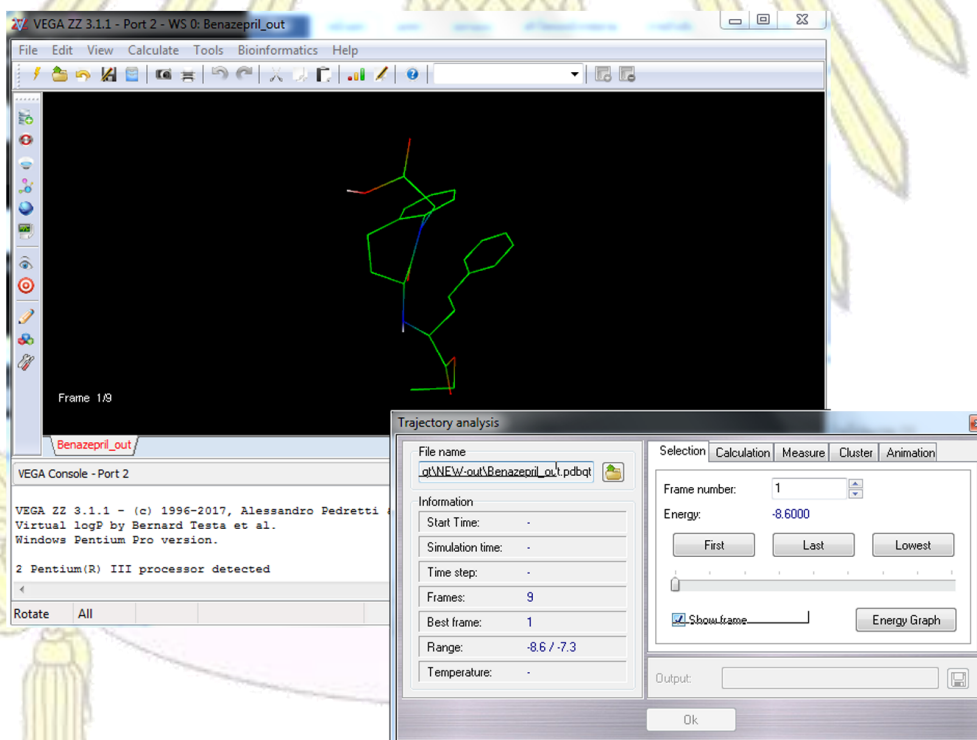 VEGA ZZ 3.1.1 - Port 2 - WS 0: Benazepril_out
File Edit View Calculate Tools Bioinformatics Help
Frame 1/9
Benazepril_out
VEGA Console - Port 2
VEGA ZZ 3.1.1 - (c) 1996-2017, Alessandro Pedretti
Virtual logP by Bernard Testa et al.
Windows Pentium Pro version.
2 Pentium(R) III processor detected
Rotate All
Trajectory analysis
File name
\NEW-out\Benazepril_out.pdbqt
Information
Start Time: -
Simulation time: -
Time step: -
Frames: 9
Best frame: 1
Range: -8.6 / -7.3
Temperature: -
Selection Calculation Measure Cluster Animation
Frame number: 1
Energy: -8.6000
First Last Lowest
Show frame Energy Graph
Output:
Ok